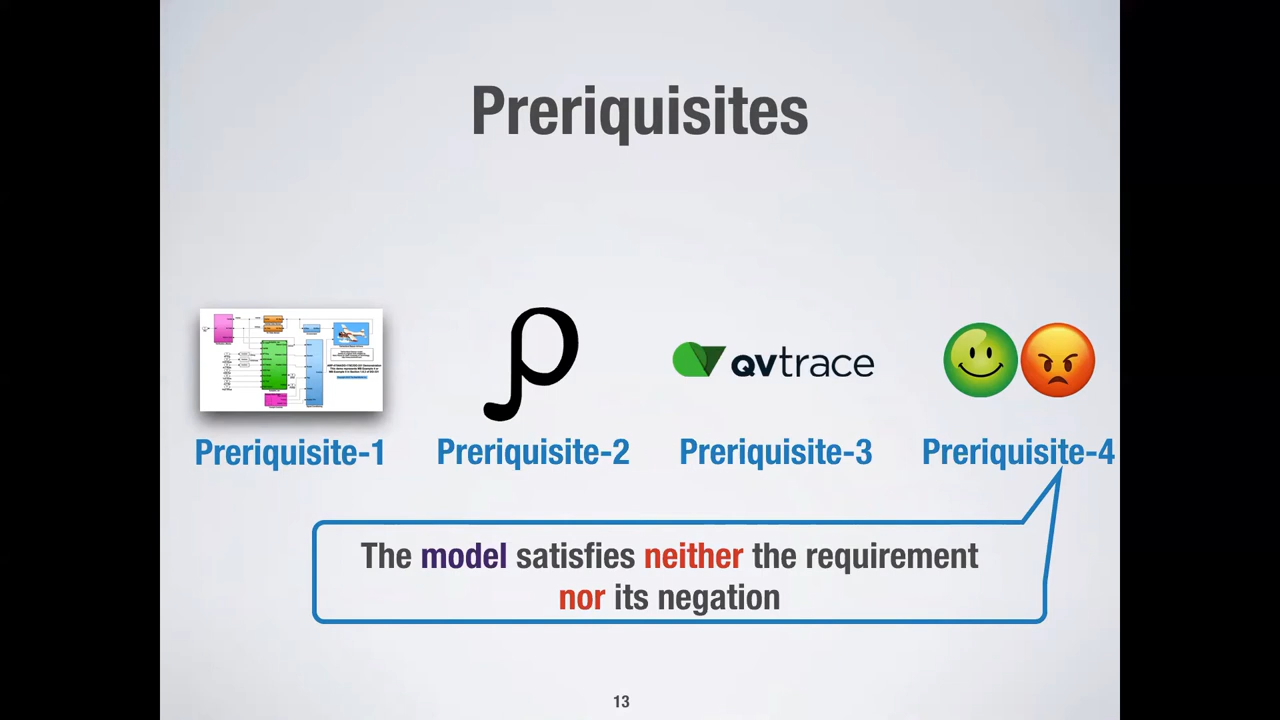 Preriquisites
ρ
QVtrace
Preriquisite-1
Preriquisite-2
Preriquisite-3
Preriquisite-4
The model satisfies neither the requirement
nor its negation
13